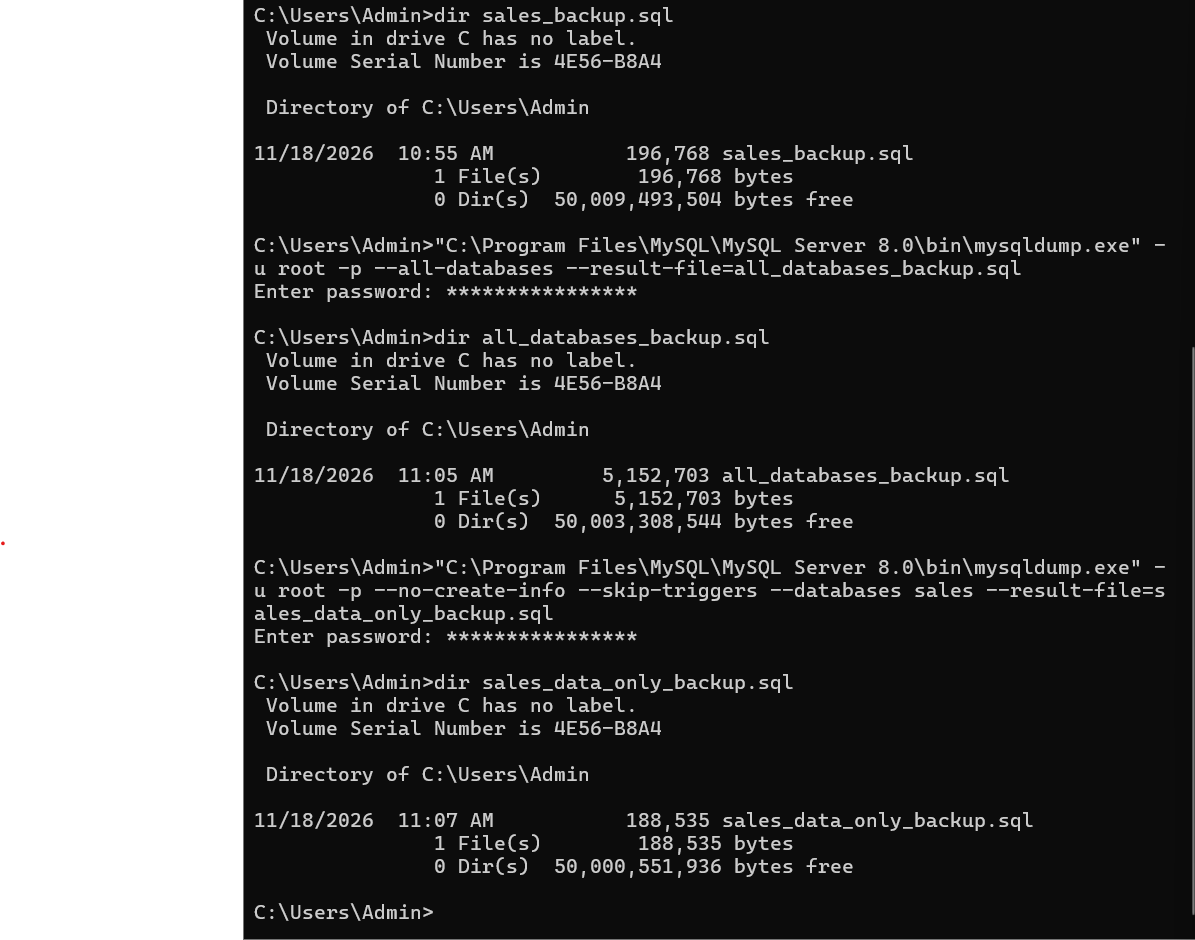 C:\Users\Admin>dir sales_backup.sql
 Volume in drive C has no label.
 Volume Serial Number is 4E56-B8A4

 Directory of C:\Users\Admin

11/18/2026  10:55 AM           196,768 sales_backup.sql
               1 File(s)        196,768 bytes
               0 Dir(s)  50,009,493,504 bytes free

C:\Users\Admin>"C:\Program Files\MySQL\MySQL Server 8.0\bin\mysqldump.exe" -
u root -p --all-databases --result-file=all_databases_backup.sql
Enter password: ****************

C:\Users\Admin>dir all_databases_backup.sql
 Volume in drive C has no label.
 Volume Serial Number is 4E56-B8A4

 Directory of C:\Users\Admin

11/18/2026  11:05 AM         5,152,703 all_databases_backup.sql
               1 File(s)      5,152,703 bytes
               0 Dir(s)  50,003,308,544 bytes free

C:\Users\Admin>"C:\Program Files\MySQL\MySQL Server 8.0\bin\mysqldump.exe" -
u root -p --no-create-info --skip-triggers --databases sales --result-file=s
ales_data_only_backup.sql
Enter password: ****************

C:\Users\Admin>dir sales_data_only_backup.sql
 Volume in drive C has no label.
 Volume Serial Number is 4E56-B8A4

 Directory of C:\Users\Admin

11/18/2026  11:07 AM           188,535 sales_data_only_backup.sql
               1 File(s)        188,535 bytes
               0 Dir(s)  50,000,551,936 bytes free

C:\Users\Admin>